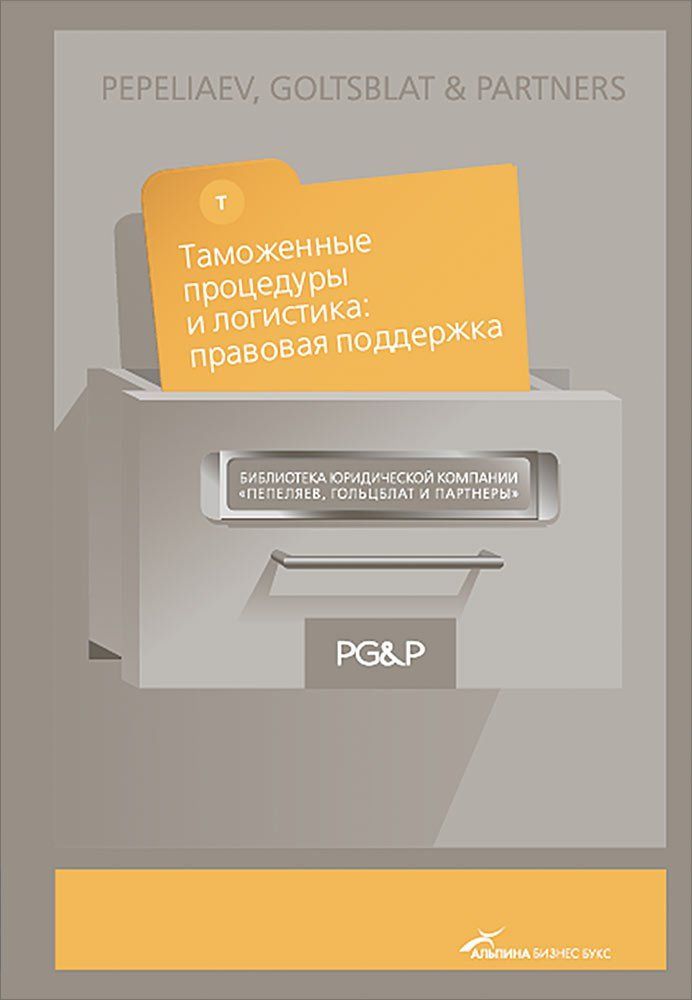 PEPELIAEV, GOLTSBLAT & PARTNERS
Т
Таможенные
процедуры
и логистика:
правовая поддержка
БИБЛИОТЕКА ЮРИДИЧЕСКОЙ КОМПАНИИ
«ПЕПЕЛЯЕВ, ГОЛЬЦБЛАТ И ПАРТНЕРЫ»
PG&P
АЛЬПИНА БИЗНЕС БУКС